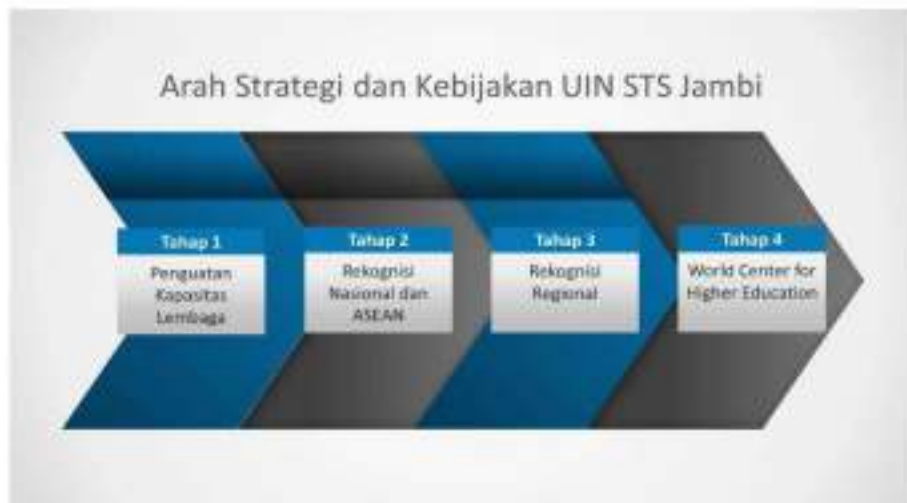 Arah Strategi dan Kebijakan UIN STS Jambi
Tahap 1
Penguatan
Kapasitas
Lembaga
Tahap 2
Rekognisi
Nasional dan
ASEAN
Tahap 3
Rekognisi
Regional
Tahap 4
World Center for
Higher Education